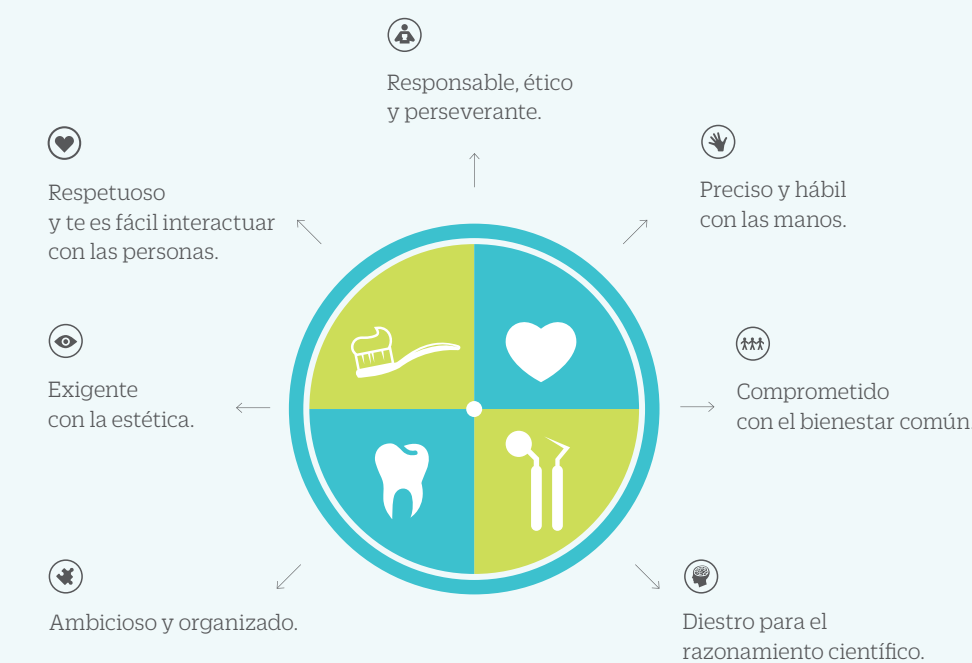 Responsable, ético
y perseverante.
Respetuoso
y te es fácil interactuar
con las personas.
Preciso y hábil
con las manos.
Exigente
con la estética.
Comprometido
con el bienestar común.
Ambicioso y organizado.
Diestro para el
razonamiento científico.